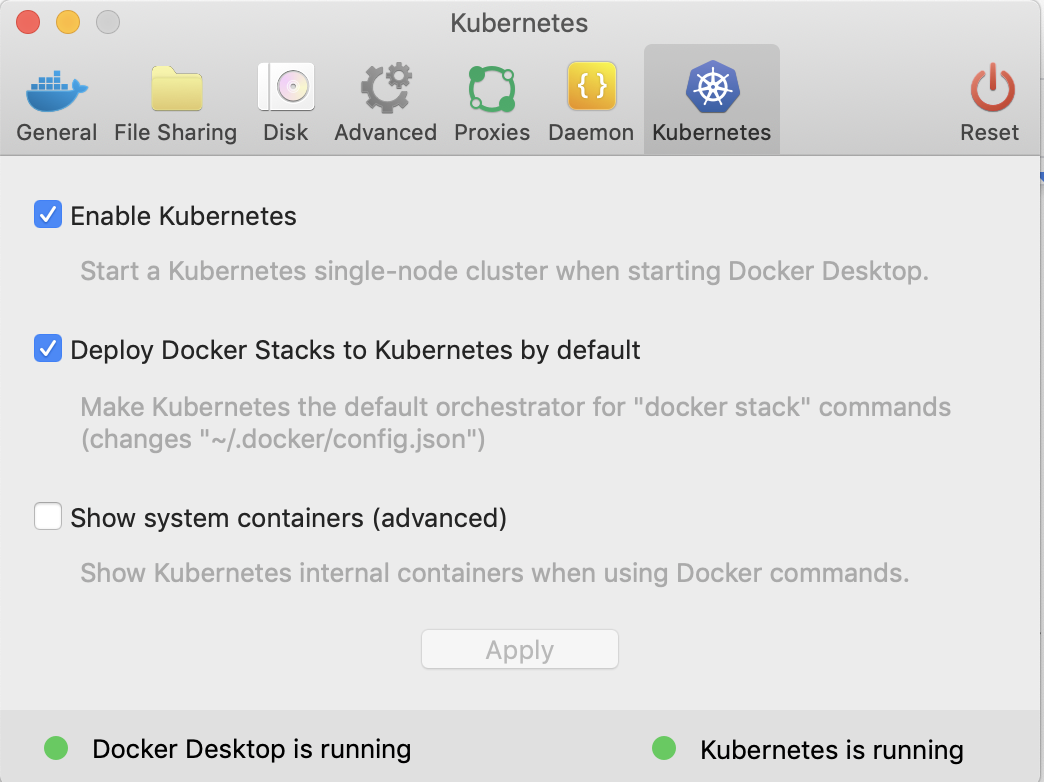 Kubernetes
General File Sharing Disk Advanced Proxies Daemon Kubernetes Reset
Enable Kubernetes
Start a Kubernetes single-node cluster when starting Docker Desktop.
Deploy Docker Stacks to Kubernetes by default
Make Kubernetes the default orchestrator for "docker stack" commands
(changes "~/.docker/config.json")
Show system containers (advanced)
Show Kubernetes internal containers when using Docker commands.
Apply
Docker Desktop is running Kubernetes is running